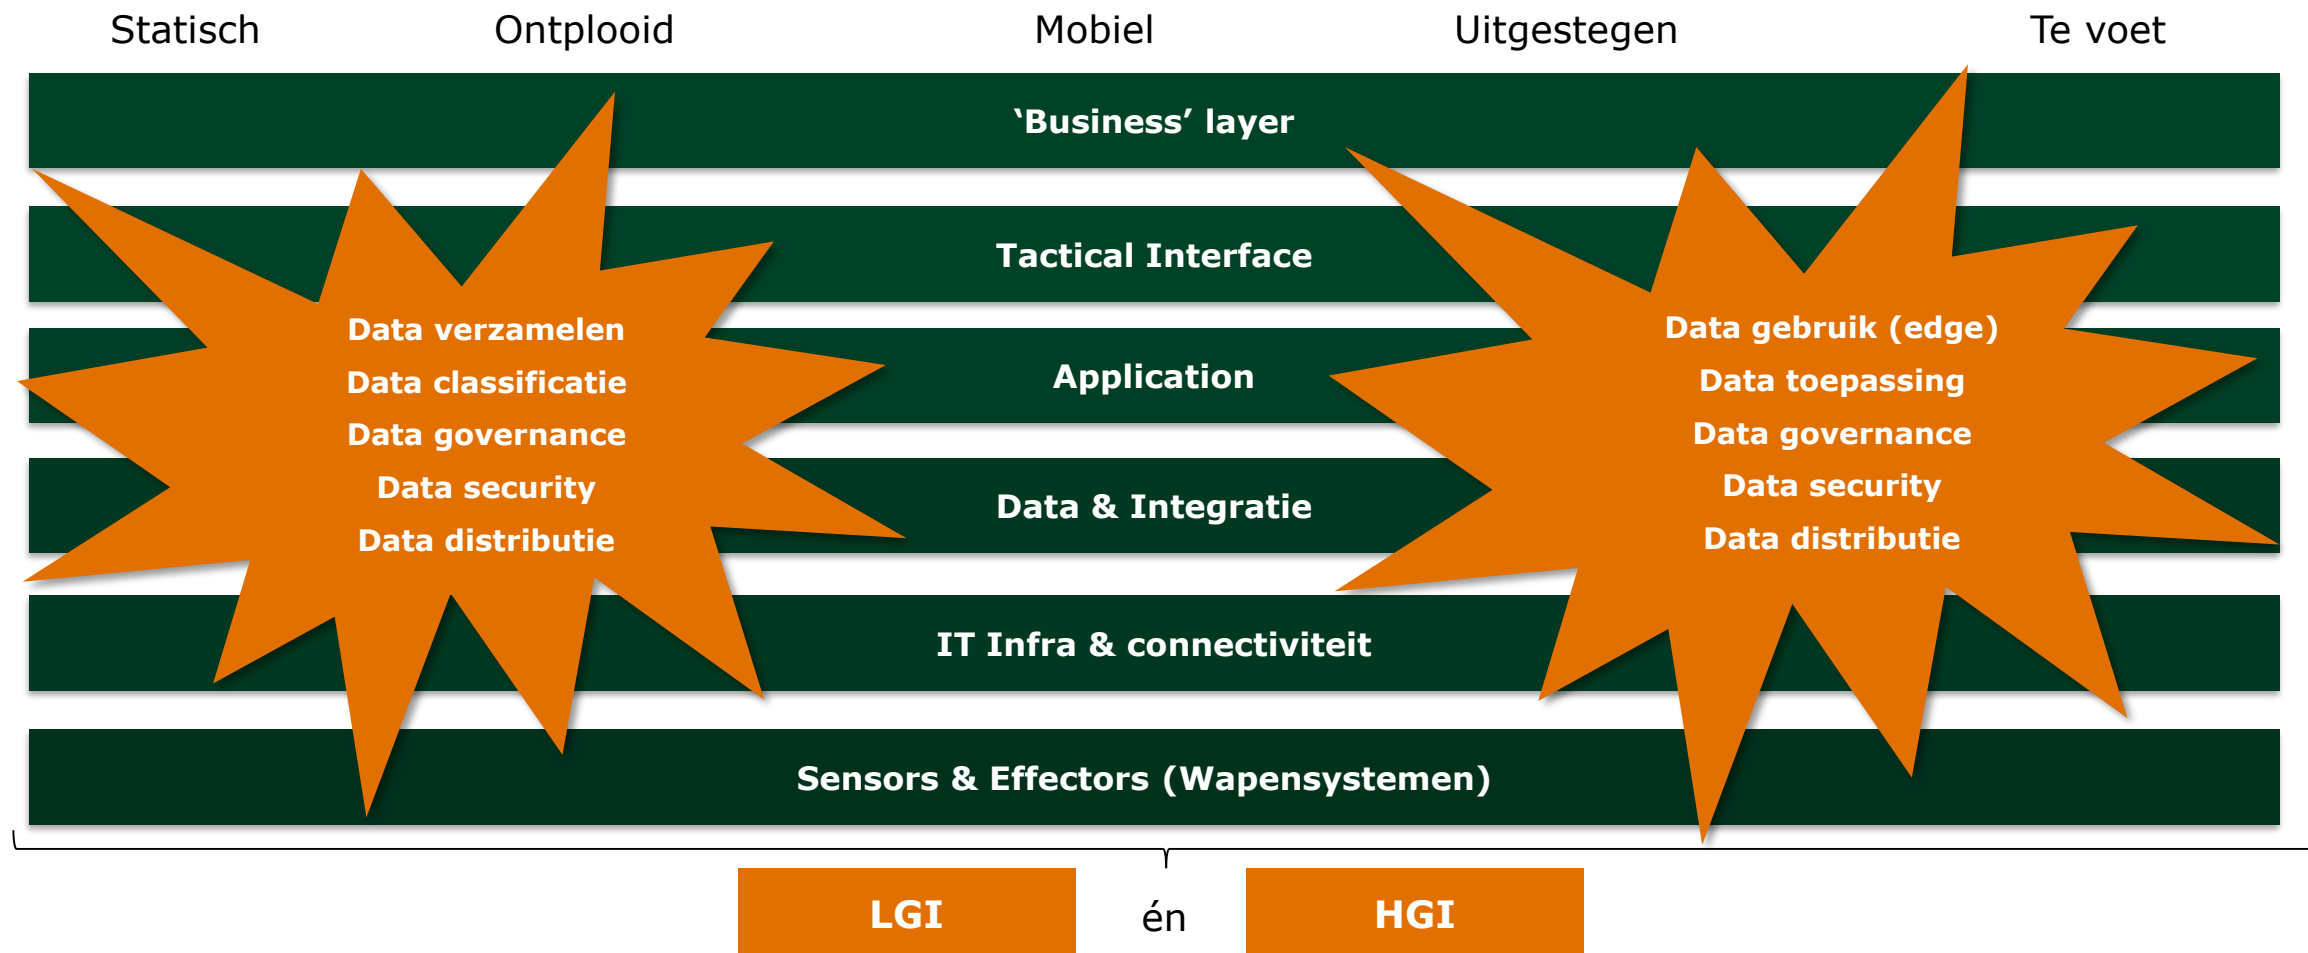 Statisch Ontplooid Mobiel Uitgestegen Te voet
‘Business’ layer
Tactical Interface
Application
Data & Integratie
IT Infra & connectiviteit
Sensors & Effectors (Wapensystemen)
Data verzamelen
Data classificatie
Data governance
Data security
Data distributie
Data gebruik (edge)
Data toepassing
Data governance
Data security
Data distributie
LGI én HGI